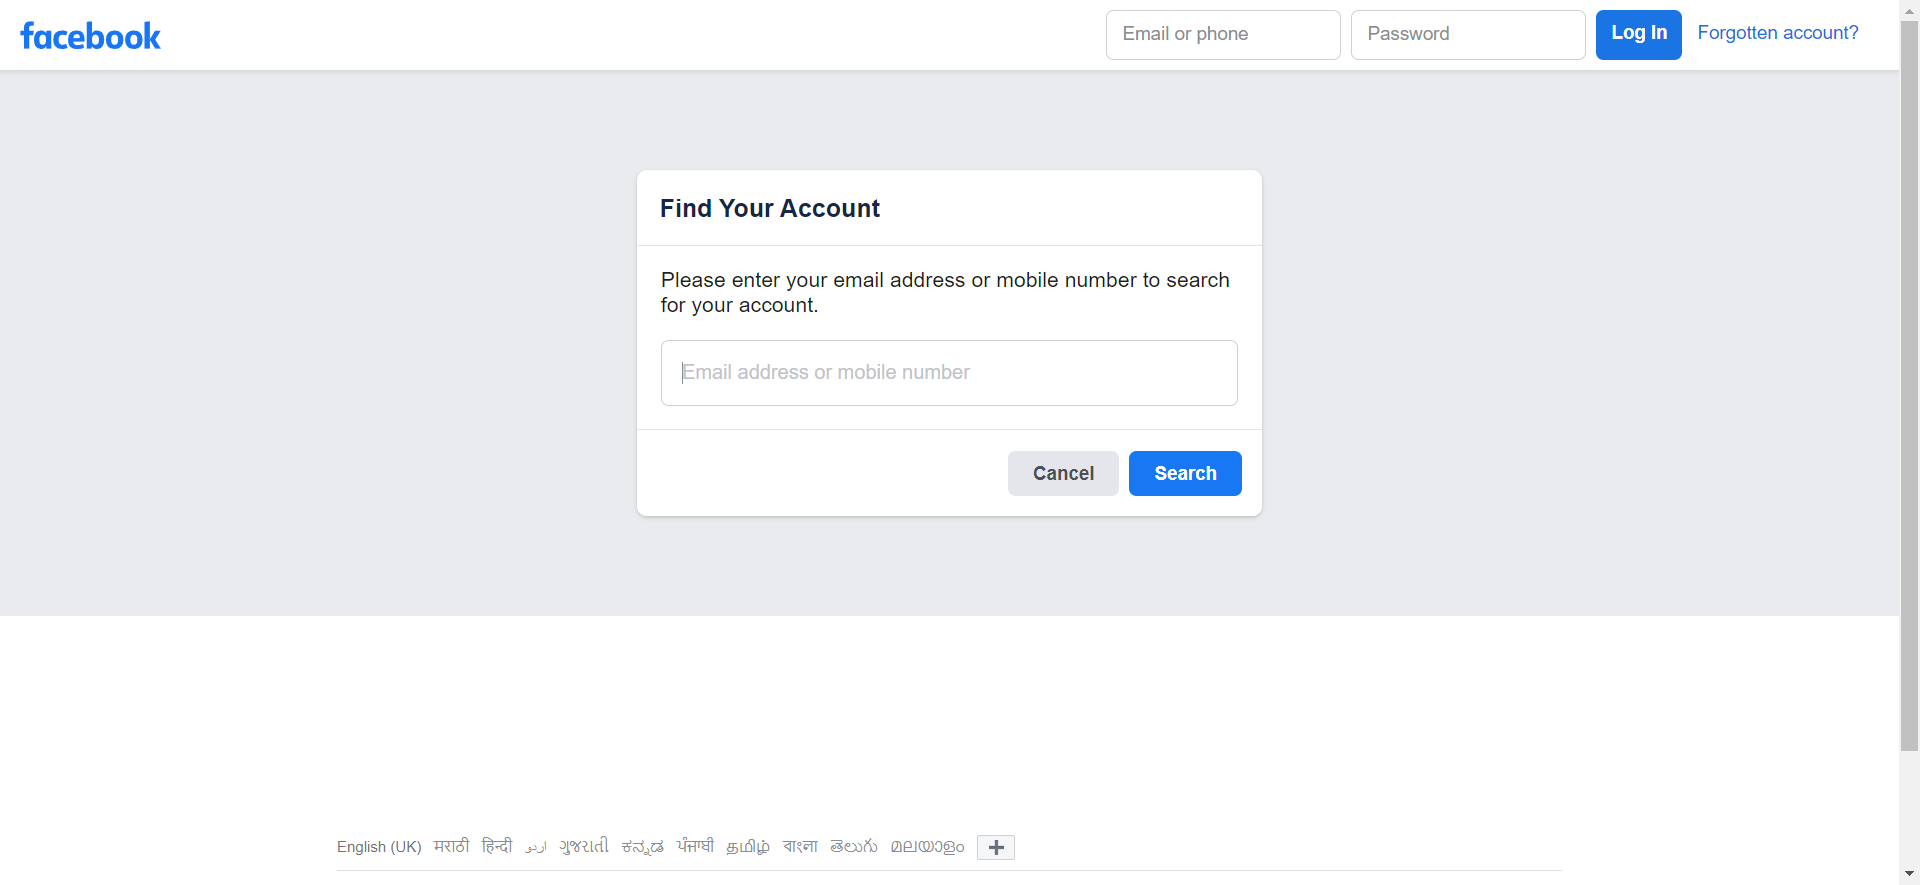 facebook
Email or phone
Password
Log In
Forgotten account?
Find Your Account
Please enter your email address or mobile number to search
for your account.
Email address or mobile number
Cancel
Search
English (UK) मराठी हिन्दी اردو ગુજરાતી ಕನ್ನಡ ਪੰਜਾਬੀ தமிழ் বাংলা తెలుగు മലയാളം